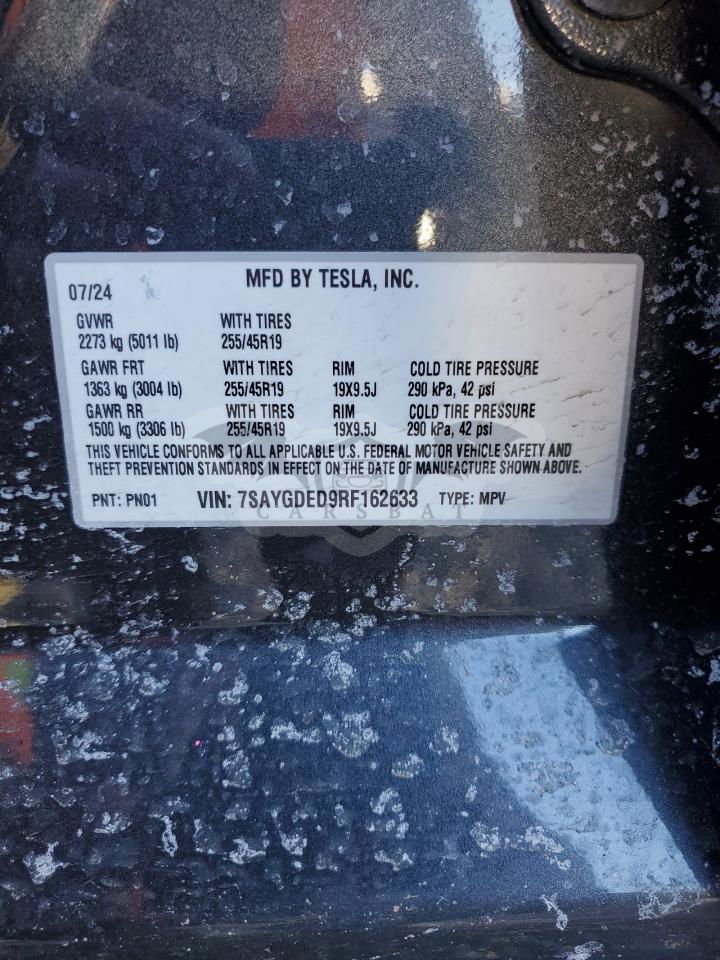 07/24 MFD BY TESLA, INC.
GVWR WITH TIRES
2273 kg (5011 lb) 255/45R19
GAWR FRT WITH TIRES RIM COLD TIRE PRESSURE
1363 kg (3004 lb) 255/45R19 19X9.5J 290 kPa, 42 psi
GAWR RR WITH TIRES RIM COLD TIRE PRESSURE
1500 kg (3306 lb) 255/45R19 19X9.5J 290 kPa, 42 psi
THIS VEHICLE CONFORMS TO ALL APPLICABLE U.S. FEDERAL MOTOR VEHICLE SAFETY AND
THEFT PREVENTION STANDARDS IN EFFECT ON THE DATE OF MANUFACTURE SHOWN ABOVE.
PNT: PN01 VIN: 7SAYGDED9RF162633 TYPE: MPV
CARSBAT